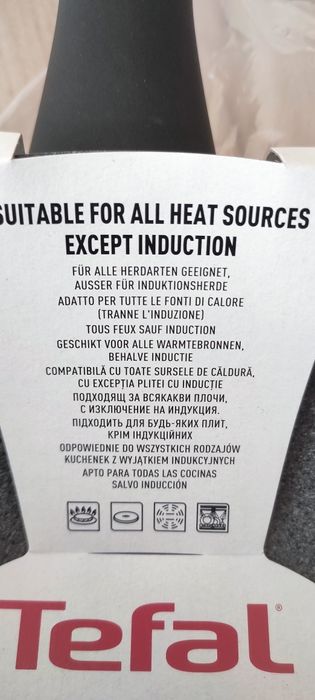 SUITABLE FOR ALL HEAT SOURCES
EXCEPT INDUCTION
FÜR ALLE HERDARTEN GEEIGNET,
AUSSER FÜR INDUKTIONSHERDE
ADATTO PER TUTTE LE FONTI DI CALORE
(TRANNE L'INDUZIONE)
TOUS FEUX SAUF INDUCTION
GESCHIKT VOOR ALLE WARMTEBRONNEN,
BEHALVE INDUCTIE
COMPATIBILĂ CU TOATE SURSELE DE CĂLDURĂ,
CU EXCEPȚIA PLITEI CU INDUCȚIE
ПОДХОДЯЩ ЗА ВСЯКАКВИ ПЛОЧИ,
С ИЗКЛЮЧЕНИЕ НА ИНДУКЦИЯ.
ПІДХОДИТЬ ДЛЯ БУДЬ-ЯКИХ ПЛИТ,
КРІМ ІНДУКЦІЙНИХ
ODPOWIEDNIE DO WSZYSTKICH RODZAJÓW
KUCHENEK Z WYJĄTKIEM INDUKCYJNYCH
APTO PARA TODAS LAS COCINAS
SALVO INDUCCIÓN
Tefal®